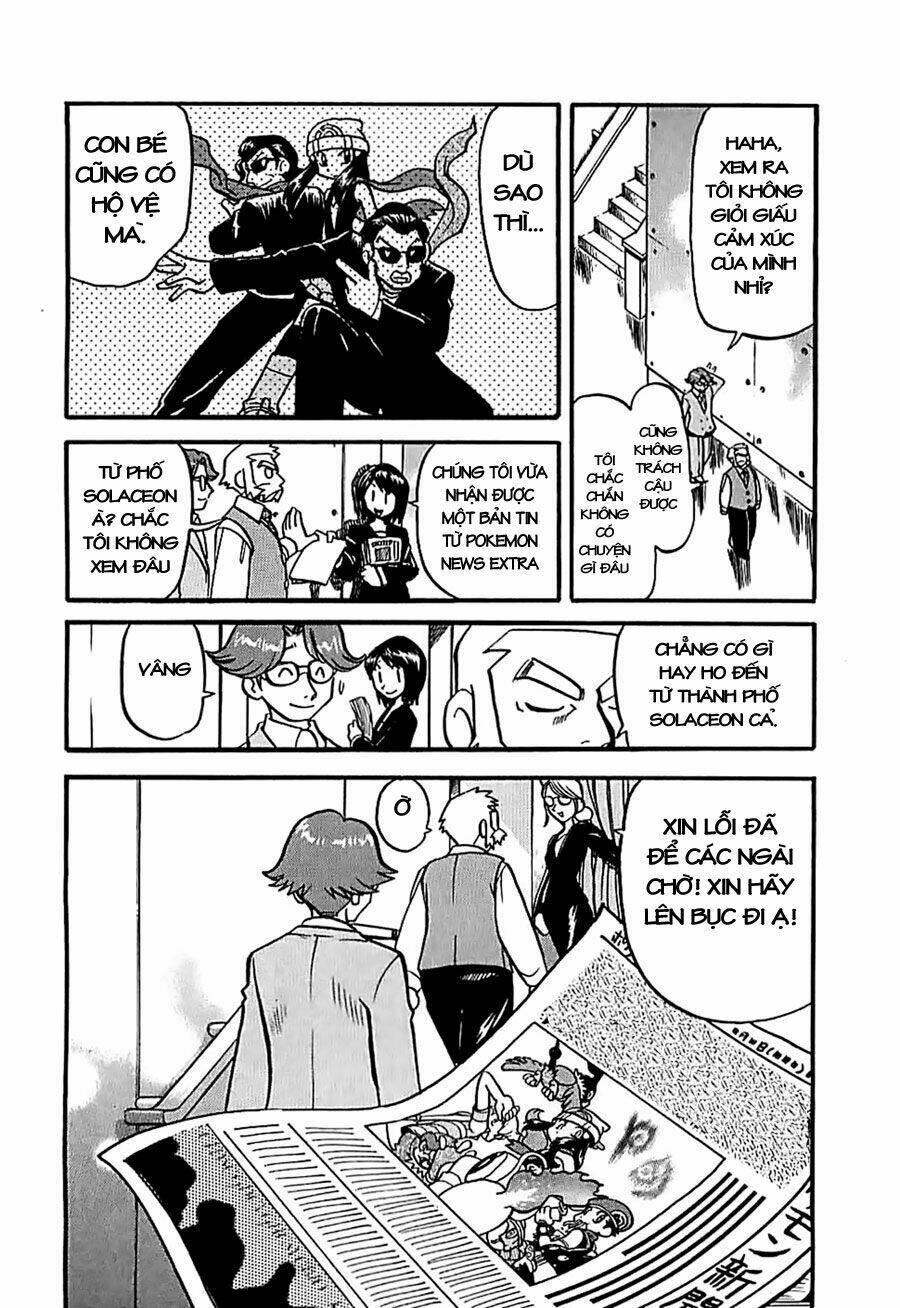 HAHA,
XEM RA
TÔI KHÔNG
GIỎI GIẤU
CẢM XÚC
CỦA MÌNH
NHỈ?
CŨNG
KHÔNG
TRÁCH
CẬU
ĐƯỢC
TÔI
CHẮC
CHẮN
KHÔNG
CÓ
CHUYỆN
GÌ ĐÂU
DÙ
SAO
THÌ...
CON BÉ
CŨNG CÓ
HỘ VỆ
MÀ.
CHÚNG TÔI VỪA
NHẬN ĐƯỢC
MỘT BẢN TIN
TỪ POKEMON
NEWS EXTRA
TỪ PHỐ
SOLACEON
À? CHẮC
TÔI KHÔNG
XEM ĐÂU
CHẲNG CÓ GÌ
HAY HO ĐẾN
TỪ THÀNH PHỐ
SOLACEON CẢ.
VÂNG
XIN LỖI ĐÃ
ĐỂ CÁC NGÀI
CHỜ! XIN HÃY
LÊN BỤC ĐI Ạ!
Ờ
モン新聞